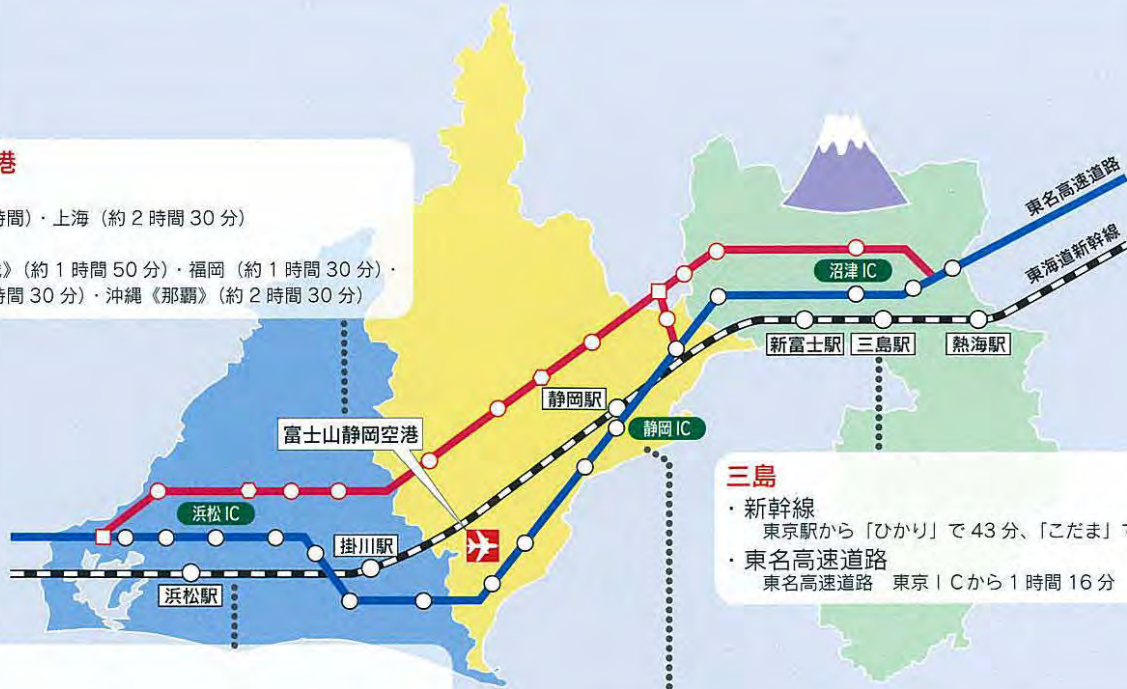 港
時間)・上海(約2時間30分)
》(約1時間50分)・福岡(約1時間30分)・
時間30分)・沖縄《那覇》(約2時間30分)
東名高速道路
東海道新幹線
沼津IC
新富士駅
三島駅
熱海駅
静岡駅
静岡IC
富士山静岡空港
浜松IC
掛川駅
浜松駅
三島
・新幹線
東京駅から「ひかり」で43分、「こだま」で
・東名高速道路
東名高速道路 東京ICから1時間16分